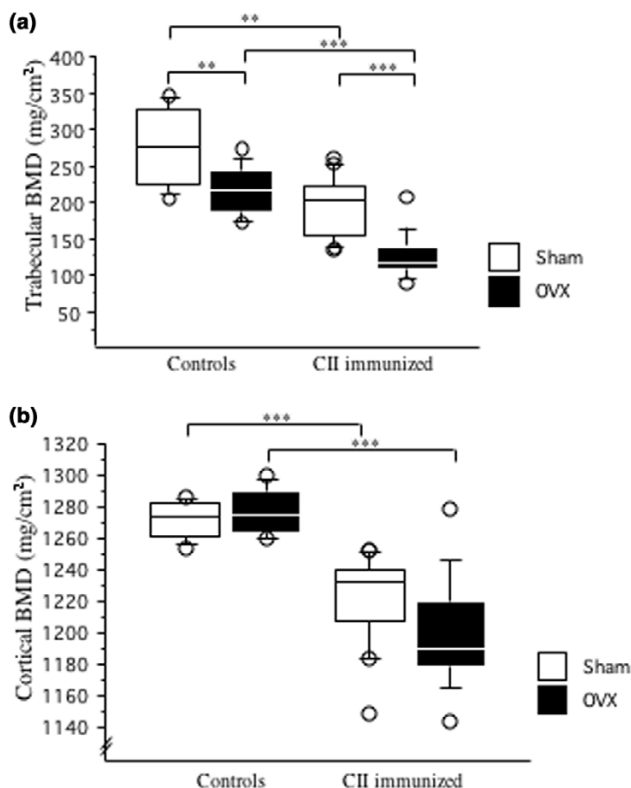 (a)
**
***
** ***
Trabecular BMD (mg/cm²)
400
350
300
250
200
150
100
50
Sham
OVX
Controls CII immunized
(b)
***
***
Cortical BMD (mg/cm²)
1320
1300
1280
1260
1240
1220
1200
1180
1160
1140
Sham
OVX
Controls CII immunized